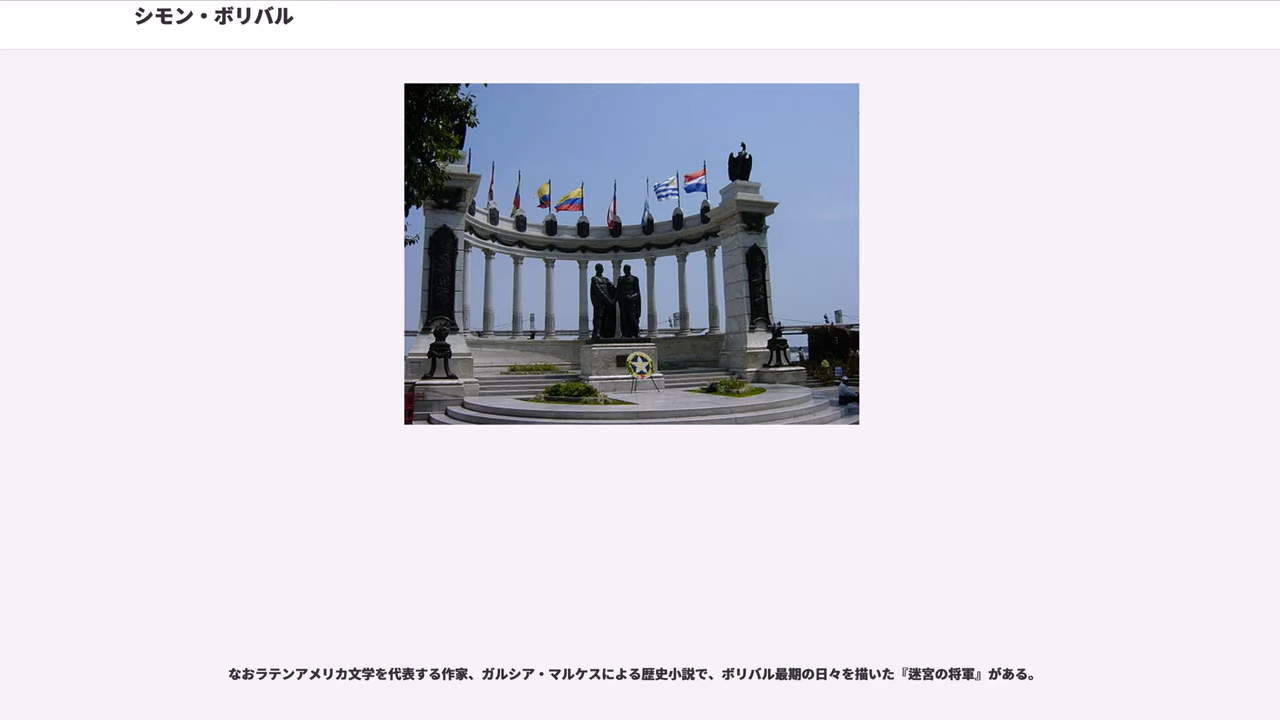 シモン・ボリバル
なおラテンアメリカ文学を代表する作家、ガルシア・マルケスによる歴史小説で、ボリバル最期の日々を描いた『迷宮の将軍』がある。